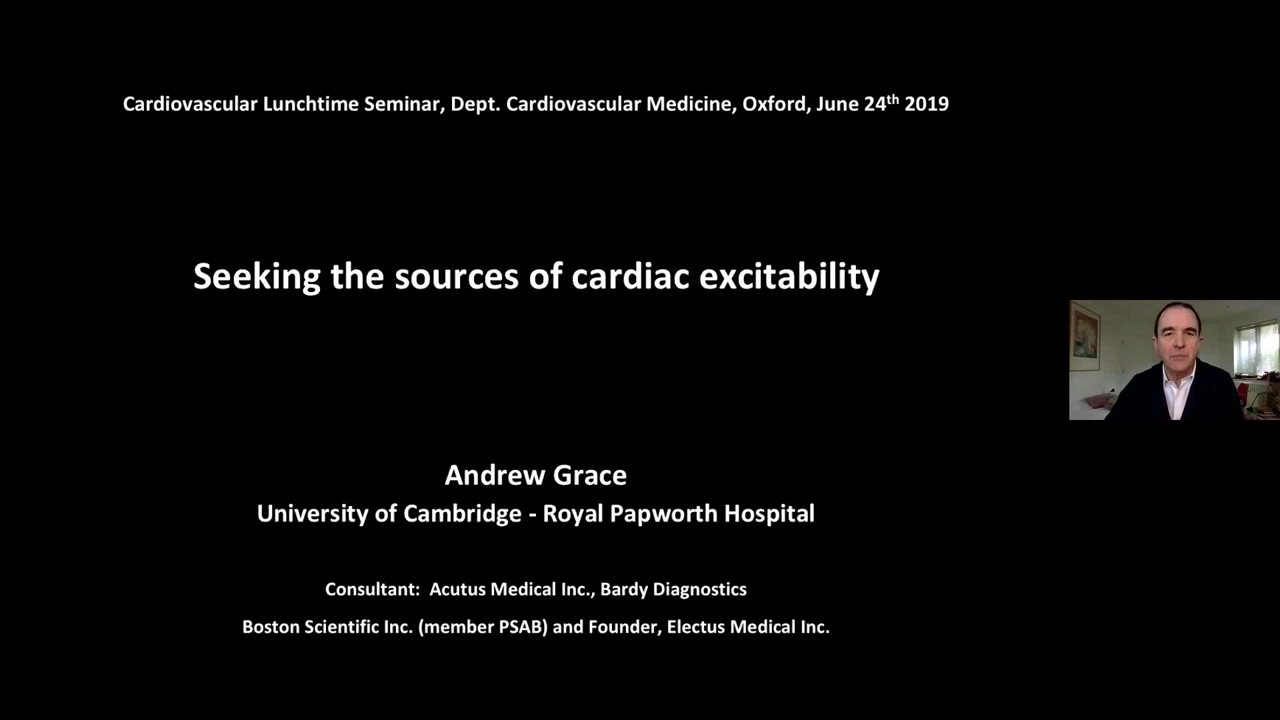 Cardiovascular Lunchtime Seminar, Dept. Cardiovascular Medicine, Oxford, June 24th 2019
Seeking the sources of cardiac excitability
Andrew Grace
University of Cambridge - Royal Papworth Hospital
Consultant:  Acutus Medical Inc., Bardy Diagnostics
Boston Scientific Inc. (member PSAB) and Founder, Electus Medical Inc.